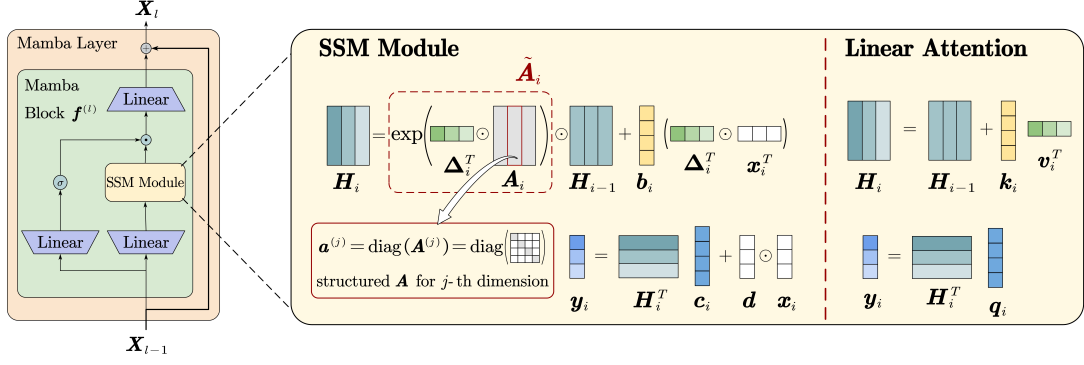 X_l
Mamba Layer
Mamba
Block f^(l)
Linear
σ
SSM Module
Linear Linear
X_{l−1}
SSM Module
Ã_i
= exp( ⊙ ) ⊙ + ( ⊙ )
Δ_i^T
H_i A_i H_{i−1} b_i Δ_i^T x_i^T
a^(j) = diag(A^(j)) = diag( )
structured A for j-th dimension
= + ⊙
y_i H_i^T c_i d x_i
Linear Attention
= +
H_i H_{i−1} k_i v_i^T
=
y_i H_i^T q_i